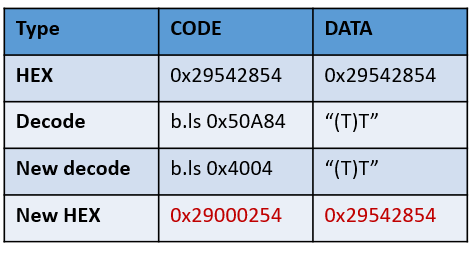 Type CODE DATA
HEX 0x29542854 0x29542854
Decode b.ls 0x50A84 “(T)T”
New decode b.ls 0x4004 “(T)T”
New HEX 0x29000254 0x29542854